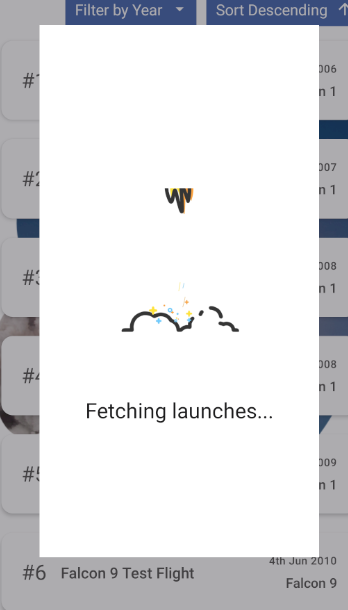 Filter by Year
Sort Descending
#1
006
n 1
#2
007
n 1
#3
008
n 1
#4
008
n 1
Fetching launches...
#5
009
n 1
#6
Falcon 9 Test Flight
4th Jun 2010
Falcon 9